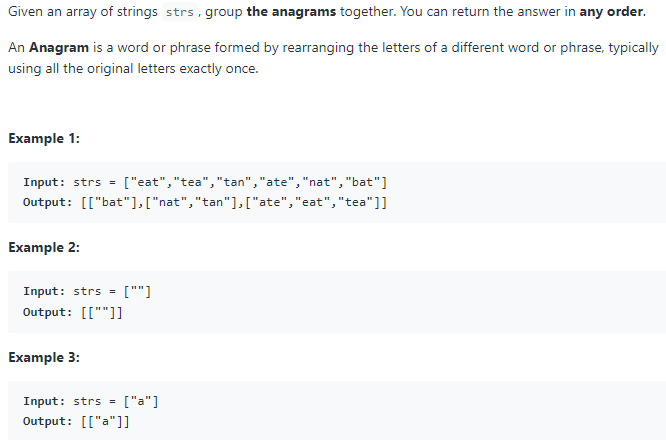 Given an array of strings strs, group the anagrams together. You can return the answer in any order.
An Anagram is a word or phrase formed by rearranging the letters of a different word or phrase, typically
using all the original letters exactly once.
Example 1:
Input: strs = ["eat","tea","tan","ate","nat","bat"]
Output: [["bat"],["nat","tan"],["ate","eat","tea"]]
Example 2:
Input: strs = [""]
Output: [[""]]
Example 3:
Input: strs = ["a"]
Output: [["a"]]